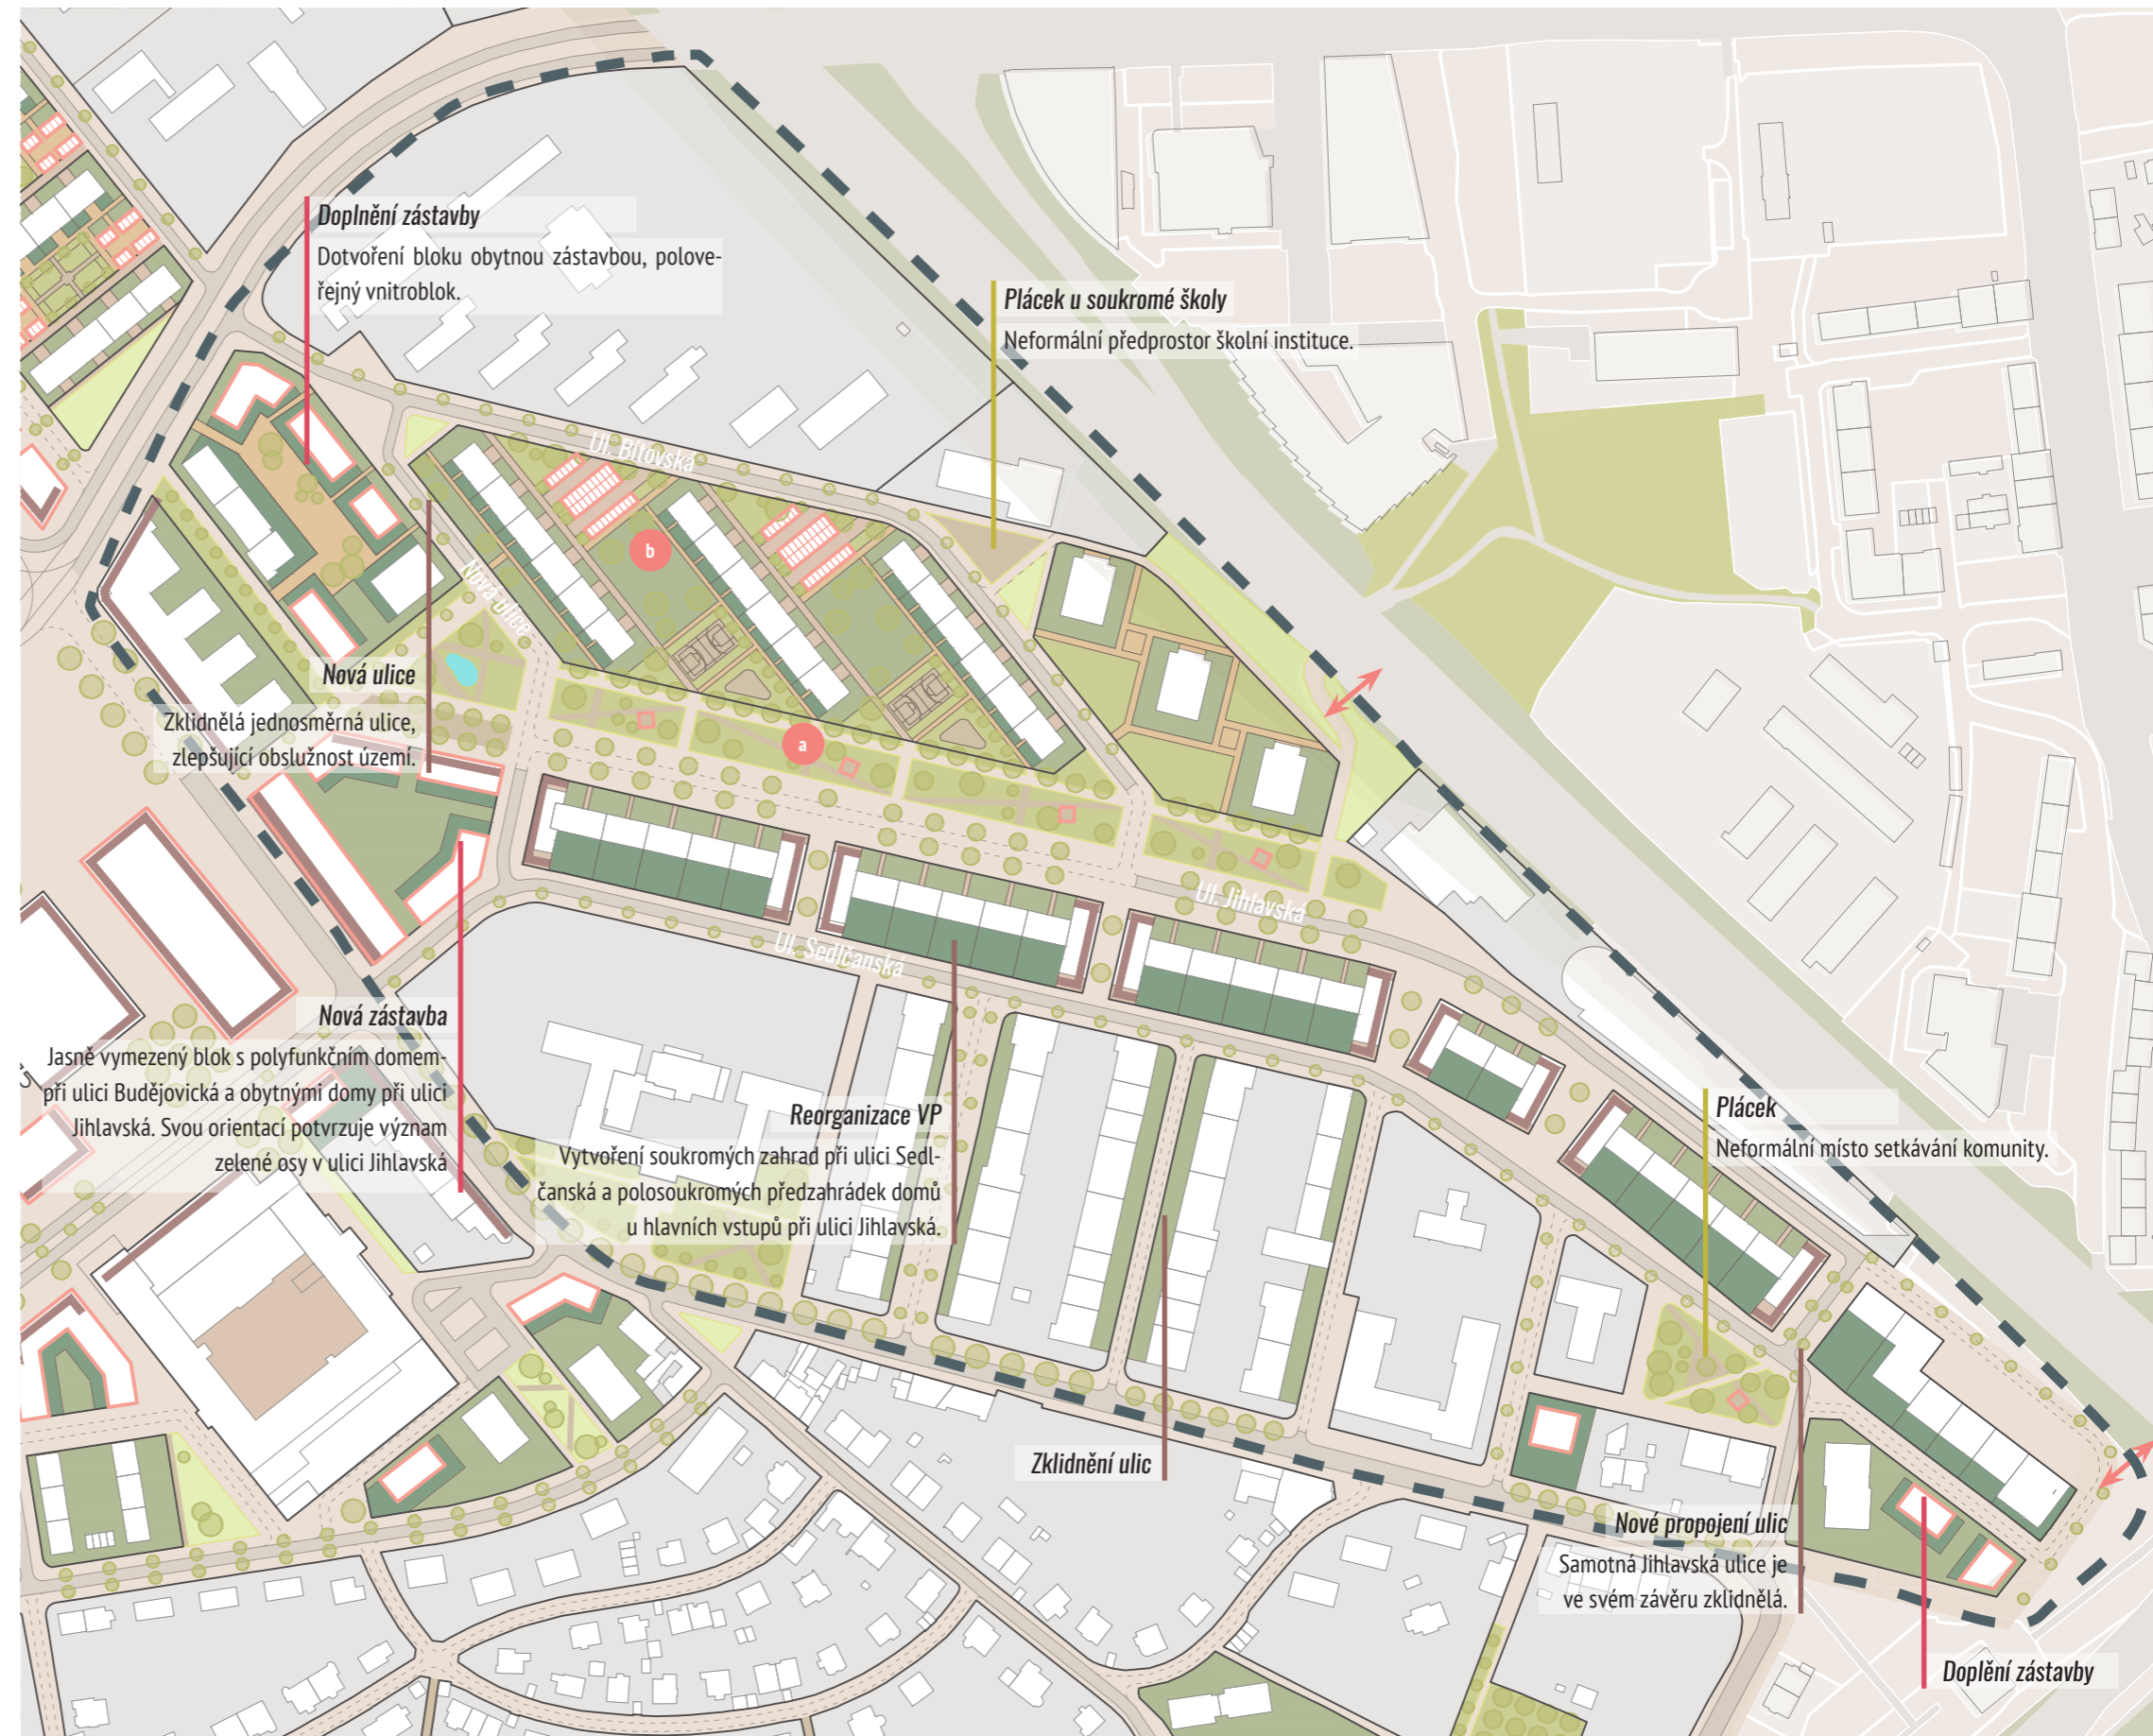 Doplnění zástavby
Dotvoření bloku obytnou zástavbou, polove-
řejný vnitroblok.
Plácek u soukromé školy
Neformální předprostor školní instituce.
Ul. Bítovská
b
Nová ulice
Nová ulice
Zklidnělá jednosměrná ulice,
zlepšující obslužnost území.
a
Ul. Jihlavská
Ul. Sedlčanská
Nová zástavba
Jasně vymezený blok s polyfunkčním domem-
při ulici Budějovická a obytnými domy při ulici
Jihlavská. Svou orientací potvrzuje význam
zelené osy v ulici Jihlavská
Reorganizace VP
Vytvoření soukromých zahrad při ulici Sedl-
čanská a polosoukromých předzahrádek domů
u hlavních vstupů při ulici Jihlavská.
Plácek
Neformální místo setkávání komunity.
Zklidnění ulic
Nové propojení ulic
Samotná Jihlavská ulice je
ve svém závěru zklidnělá.
Doplění zástavby